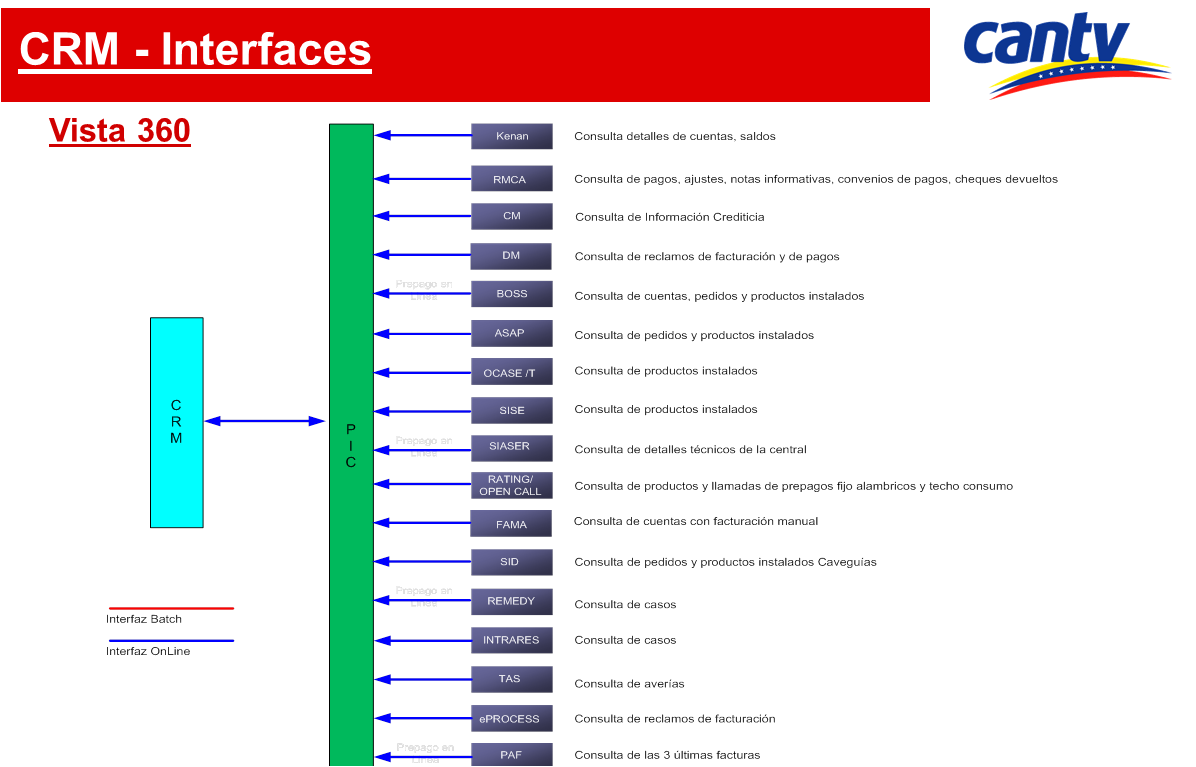 CRM - Interfaces
cantv
Vista 360
Kenan Consulta detalles de cuentas, saldos
RMCA Consulta de pagos, ajustes, notas informativas, convenios de pagos, cheques devueltos
CM Consulta de Información Crediticia
DM Consulta de reclamos de facturación y de pagos
Prepago en
Línea
BOSS Consulta de cuentas, pedidos y productos instalados
ASAP Consulta de pedidos y productos instalados
OCASE /T Consulta de productos instalados
SISE Consulta de productos instalados
C
R
M
P
I
C
Prepago en
Línea
SIASER Consulta de detalles técnicos de la central
RATING/
OPEN CALL Consulta de productos y llamadas de prepagos fijo alambricos y techo consumo
FAMA Consulta de cuentas con facturación manual
SID Consulta de pedidos y productos instalados Caveguías
Prepago en
Línea
REMEDY Consulta de casos
INTRARES Consulta de casos
TAS Consulta de averías
ePROCESS Consulta de reclamos de facturación
Prepago en
Línea
PAF Consulta de las 3 últimas facturas
Interfaz Batch
Interfaz OnLine